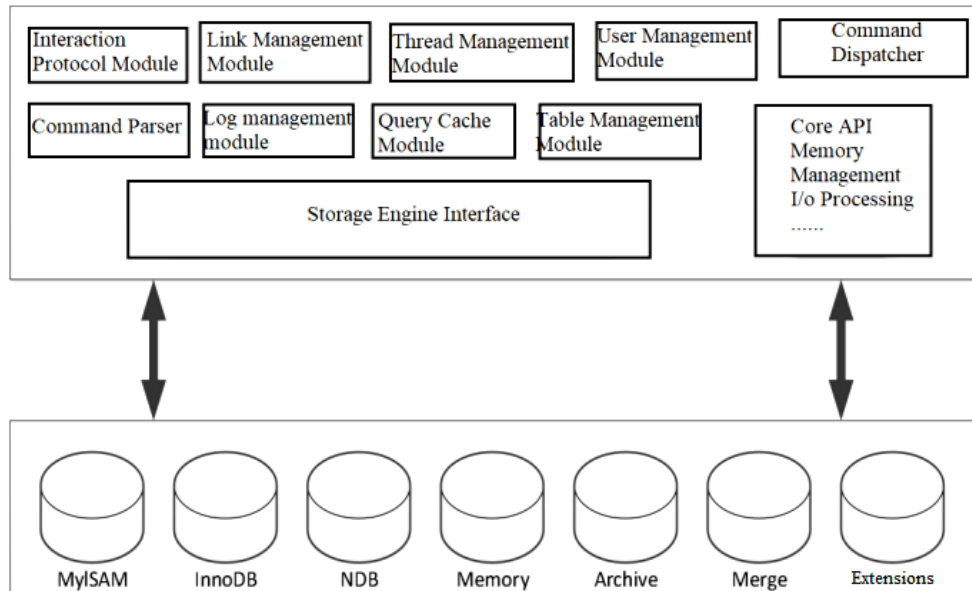 Interaction
Protocol Module
Link Management
Module
Thread Management
Module
User Management
Module
Command
Dispatcher
Command Parser
Log management
module
Query Cache
Module
Table Management
Module
Core API
Memory
Management
I/o Processing
......
Storage Engine Interface
MylSAM
InnoDB
NDB
Memory
Archive
Merge
Extensions